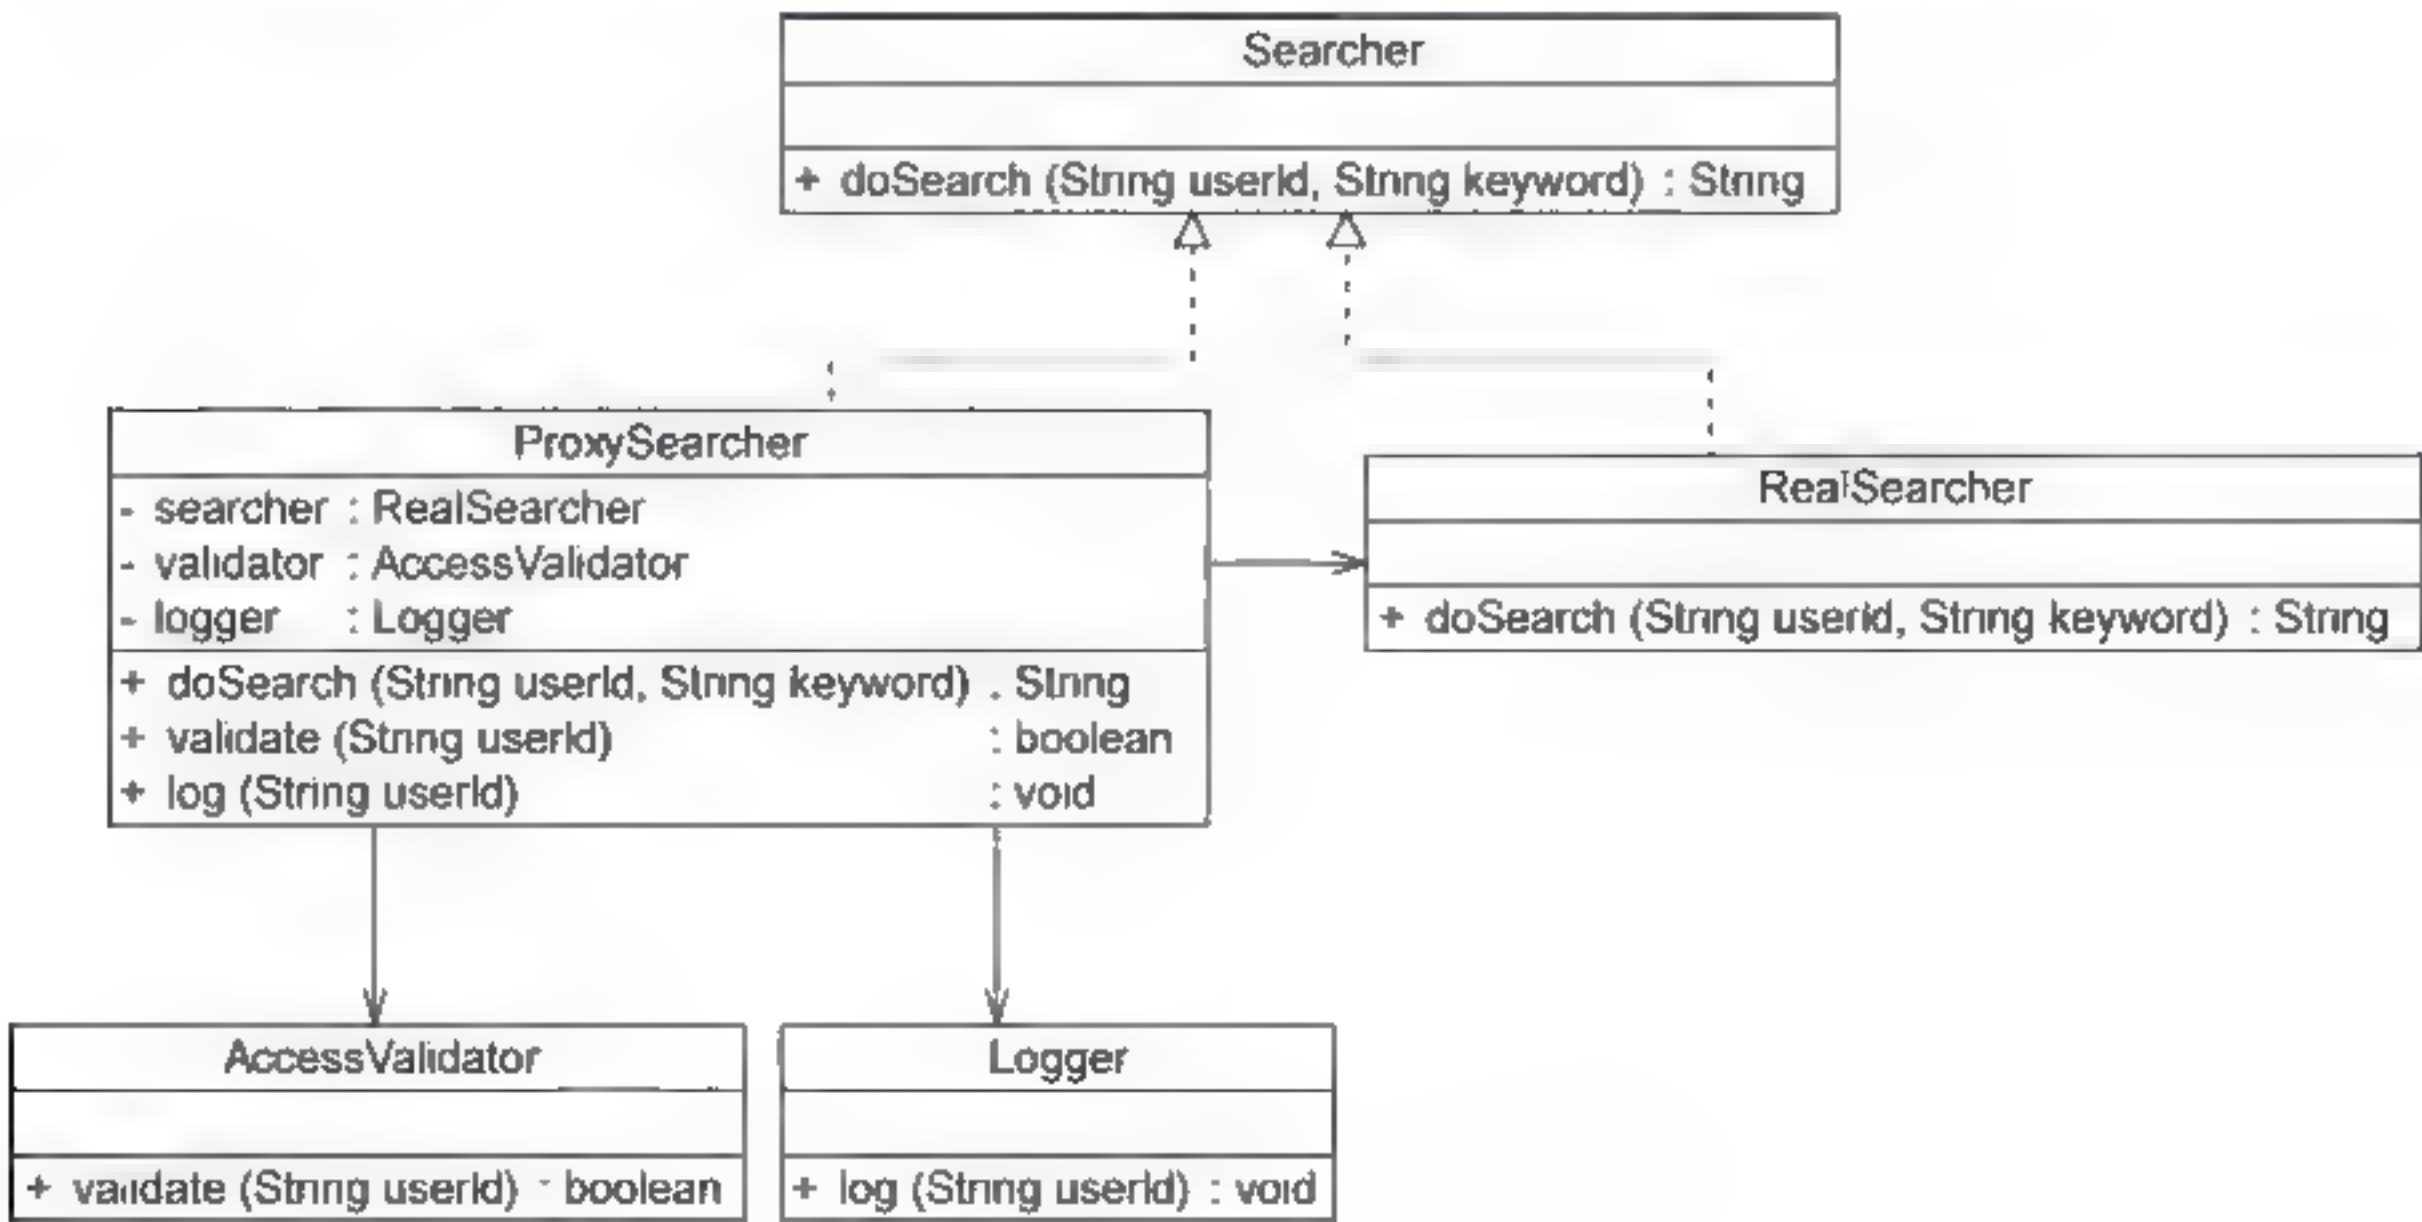 Searcher
+ doSearch (String userId, String keyword) : String
ProxySearcher
- searcher : RealSearcher
- validator : AccessValidator
- logger : Logger
+ doSearch (String userId, String keyword) : String
+ validate (String userId) : boolean
+ log (String userId) : void
RealSearcher
+ doSearch (String userId, String keyword) : String
AccessValidator
+ validate (String userId) : boolean
Logger
+ log (String userId) : void